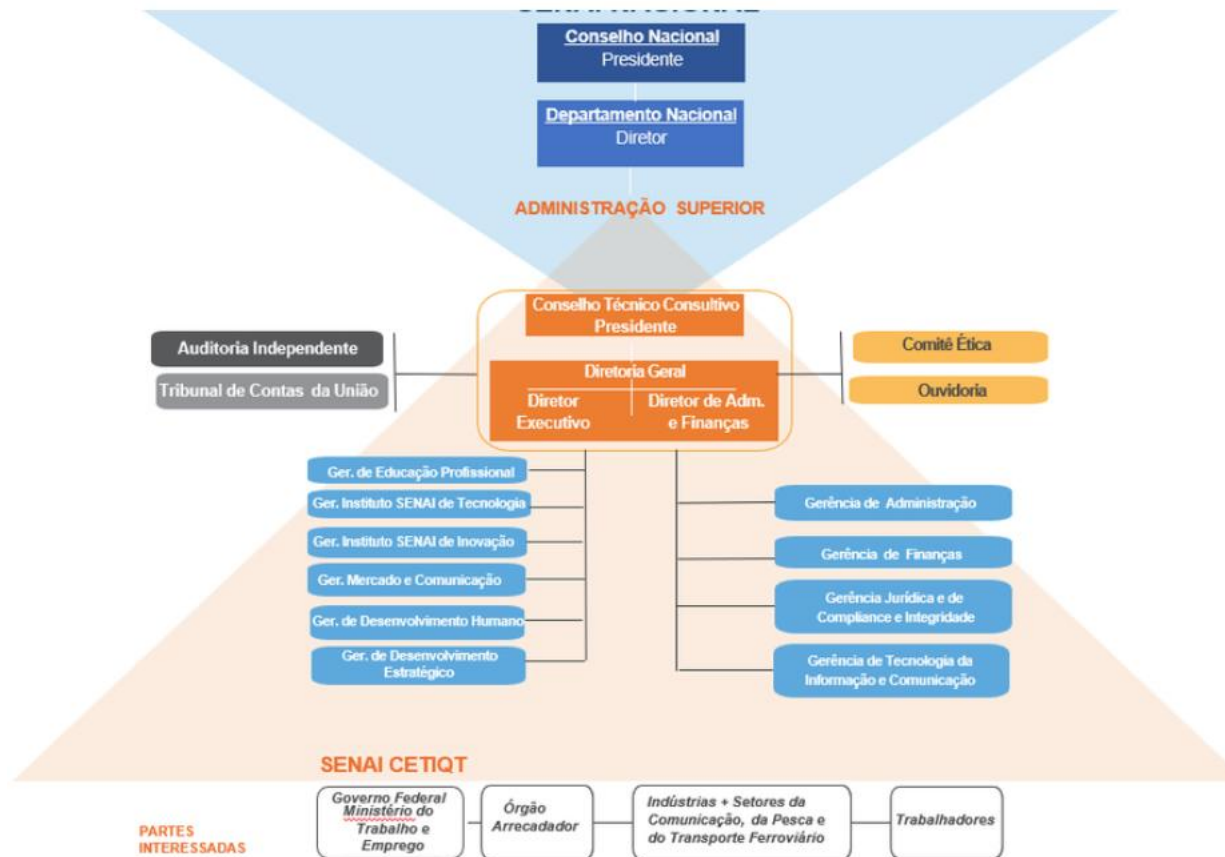 Conselho Nacional
Presidente
Departamento Nacional
Diretor
ADMINISTRAÇÃO SUPERIOR
Conselho Técnico Consultivo
Presidente
Auditoria Independente
Tribunal de Contas da União
Comitê Ética
Ouvidoria
Diretoria Geral
Diretor
Executivo
Diretor de Adm.
e Finanças
Ger. de Educação Profissional
Ger. Instituto SENAI de Tecnologia
Ger. Instituto SENAI de Inovação
Ger. Mercado e Comunicação
Ger. de Desenvolvimento Humano
Ger. de Desenvolvimento
Estratégico
Gerência de Administração
Gerência de Finanças
Gerência Jurídica e de
Compliance e Integridade
Gerência de Tecnologia da
Informação e Comunicação
SENAI CETIQT
PARTES
INTERESSADAS
Governo Federal
Ministério do
Trabalho e
Emprego
Órgão
Arrecadador
Indústrias + Setores da
Comunicação, da Pesca e
do Transporte Ferroviário
Trabalhadores